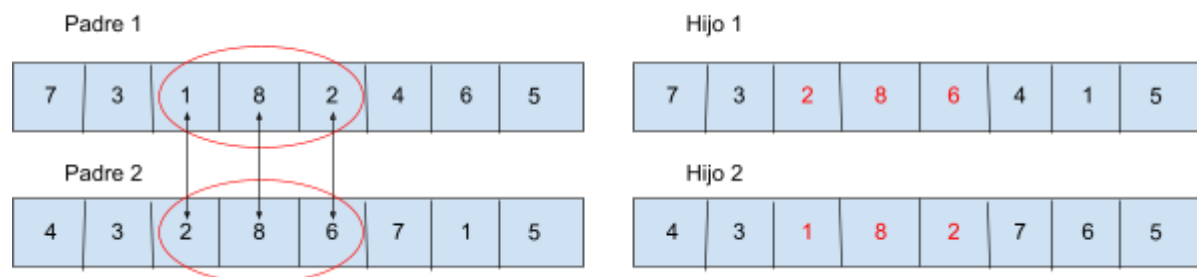 Padre 1
7 3 1 8 2 4 6 5
Padre 2
4 3 2 8 6 7 1 5
Hijo 1
7 3 2 8 6 4 1 5
Hijo 2
4 3 1 8 2 7 6 5